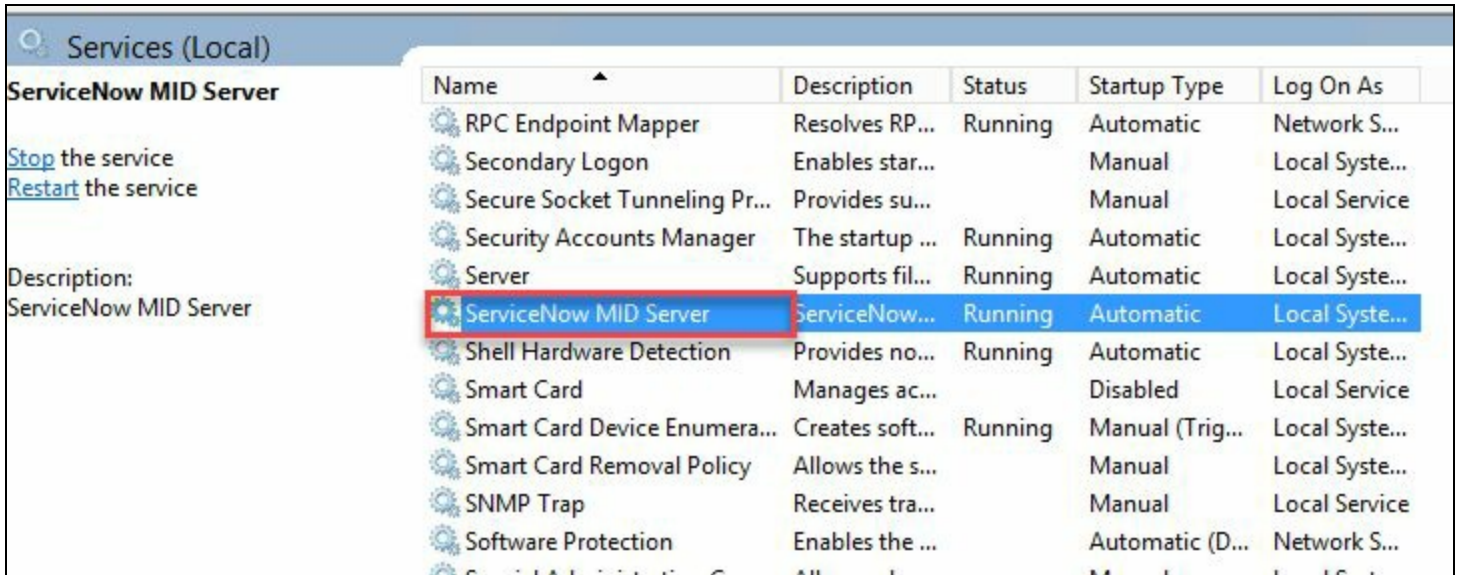 Services (Local)
ServiceNow MID Server
Stop the service
Restart the service
Description:
ServiceNow MID Server
Name Description Status Startup Type Log On As
RPC Endpoint Mapper Resolves RP... Running Automatic Network S...
Secondary Logon Enables star... Manual Local Syste...
Secure Socket Tunneling Pr... Provides su... Manual Local Service
Security Accounts Manager The startup ... Running Automatic Local Syste...
Server Supports fil... Running Automatic Local Syste...
ServiceNow MID Server ServiceNow... Running Automatic Local Syste...
Shell Hardware Detection Provides no... Running Automatic Local Syste...
Smart Card Manages ac... Disabled Local Service
Smart Card Device Enumera... Creates soft... Running Manual (Trig... Local Syste...
Smart Card Removal Policy Allows the s... Manual Local Syste...
SNMP Trap Receives tra... Manual Local Service
Software Protection Enables the ... Automatic (D... Network S...